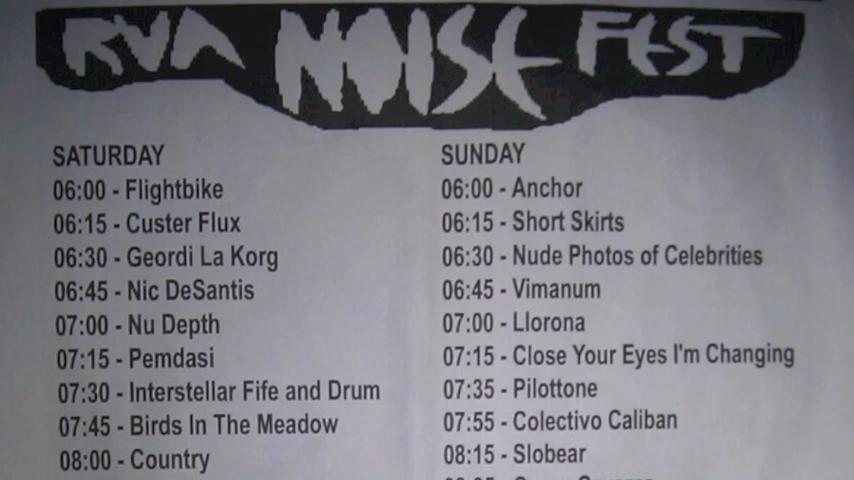 RVA NOISE FEST
SATURDAY
06:00 - Flightbike
06:15 - Custer Flux
06:30 - Geordi La Korg
06:45 - Nic DeSantis
07:00 - Nu Depth
07:15 - Pemdasi
07:30 - Interstellar Fife and Drum
07:45 - Birds In The Meadow
08:00 - Country
SUNDAY
06:00 - Anchor
06:15 - Short Skirts
06:30 - Nude Photos of Celebrities
06:45 - Vimanum
07:00 - Llorona
07:15 - Close Your Eyes I'm Changing
07:35 - Pilottone
07:55 - Colectivo Caliban
08:15 - Slobear